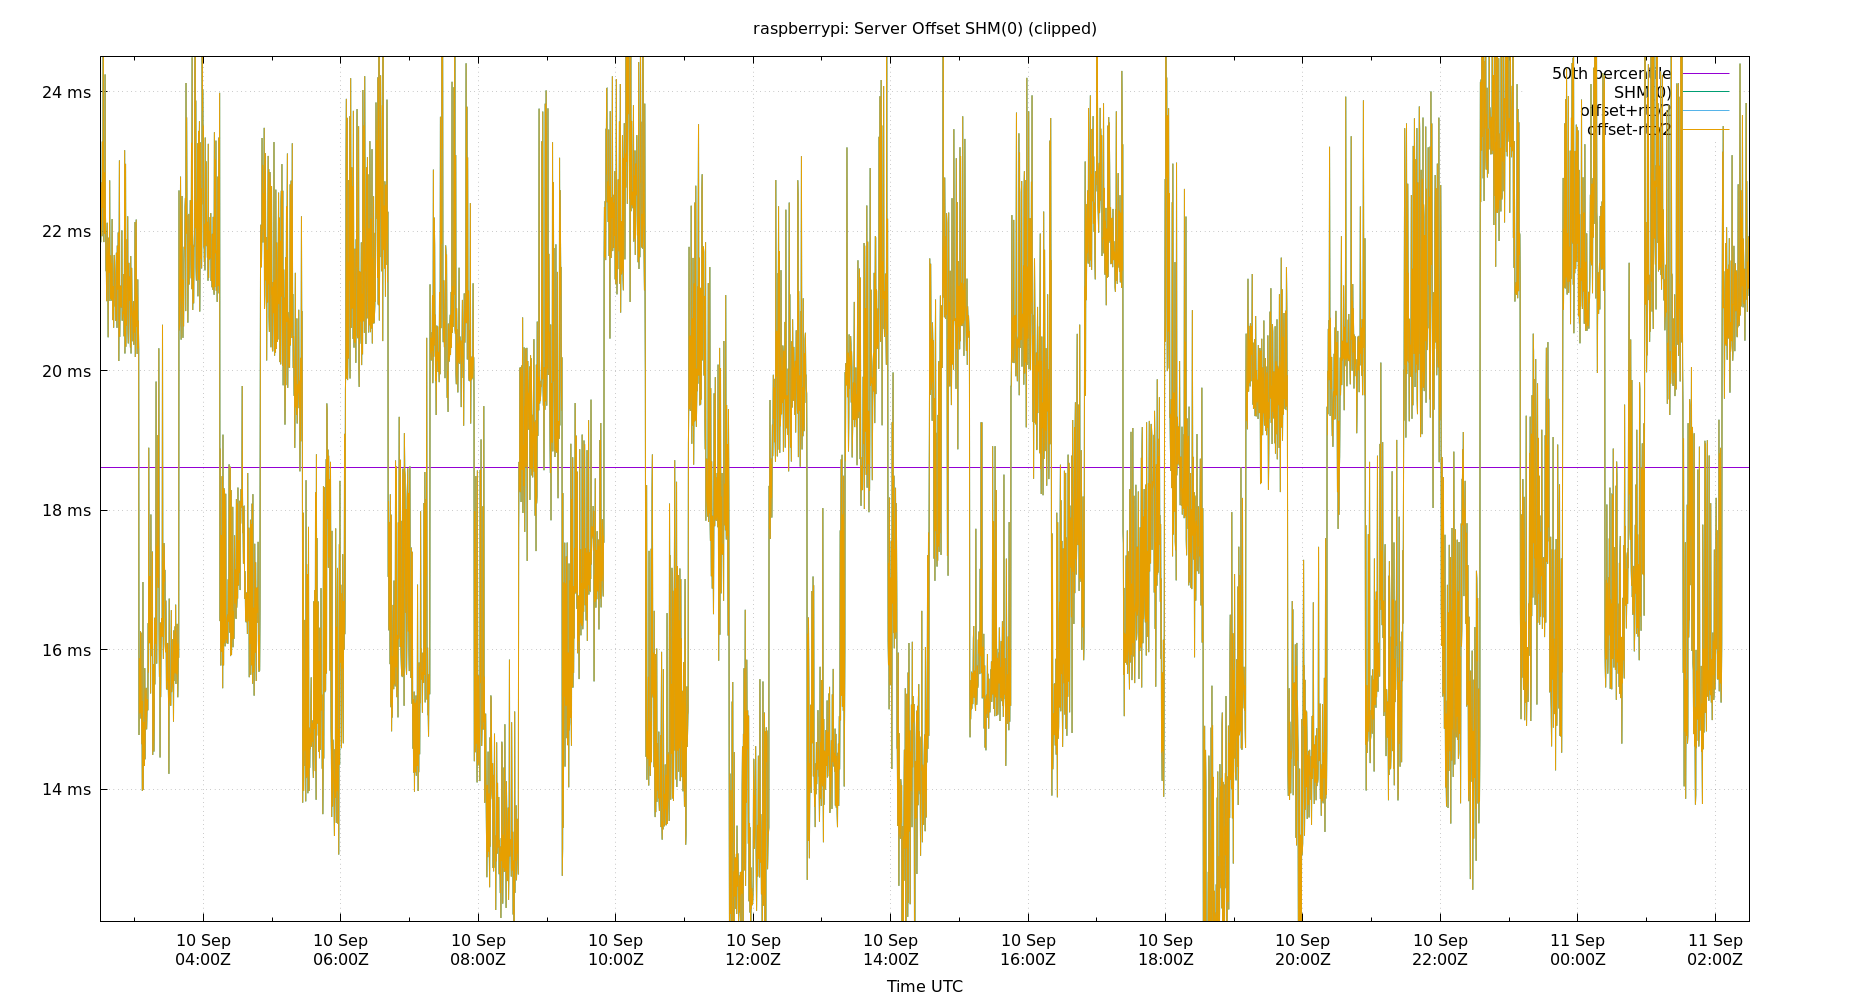 raspberrypi: Server Offset SHM(0) (clipped)
50th percentile
SHM(0)
offset+rtt/2
offset-rtt/2
24 ms
22 ms
20 ms
18 ms
16 ms
14 ms
10 Sep 10 Sep 10 Sep 10 Sep 10 Sep 10 Sep 10 Sep 10 Sep 10 Sep 10 Sep 11 Sep 11 Sep
04:00Z 06:00Z 08:00Z 10:00Z 12:00Z 14:00Z 16:00Z 18:00Z 20:00Z 22:00Z 00:00Z 02:00Z
Time UTC